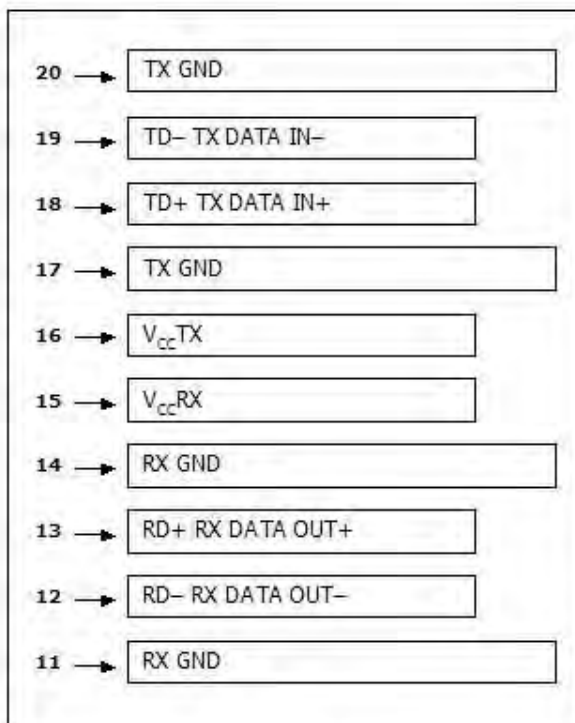 20 TX GND
19 TD– TX DATA IN–
18 TD+ TX DATA IN+
17 TX GND
16 VCCTX
15 VCCRX
14 RX GND
13 RD+ RX DATA OUT+
12 RD– RX DATA OUT–
11 RX GND